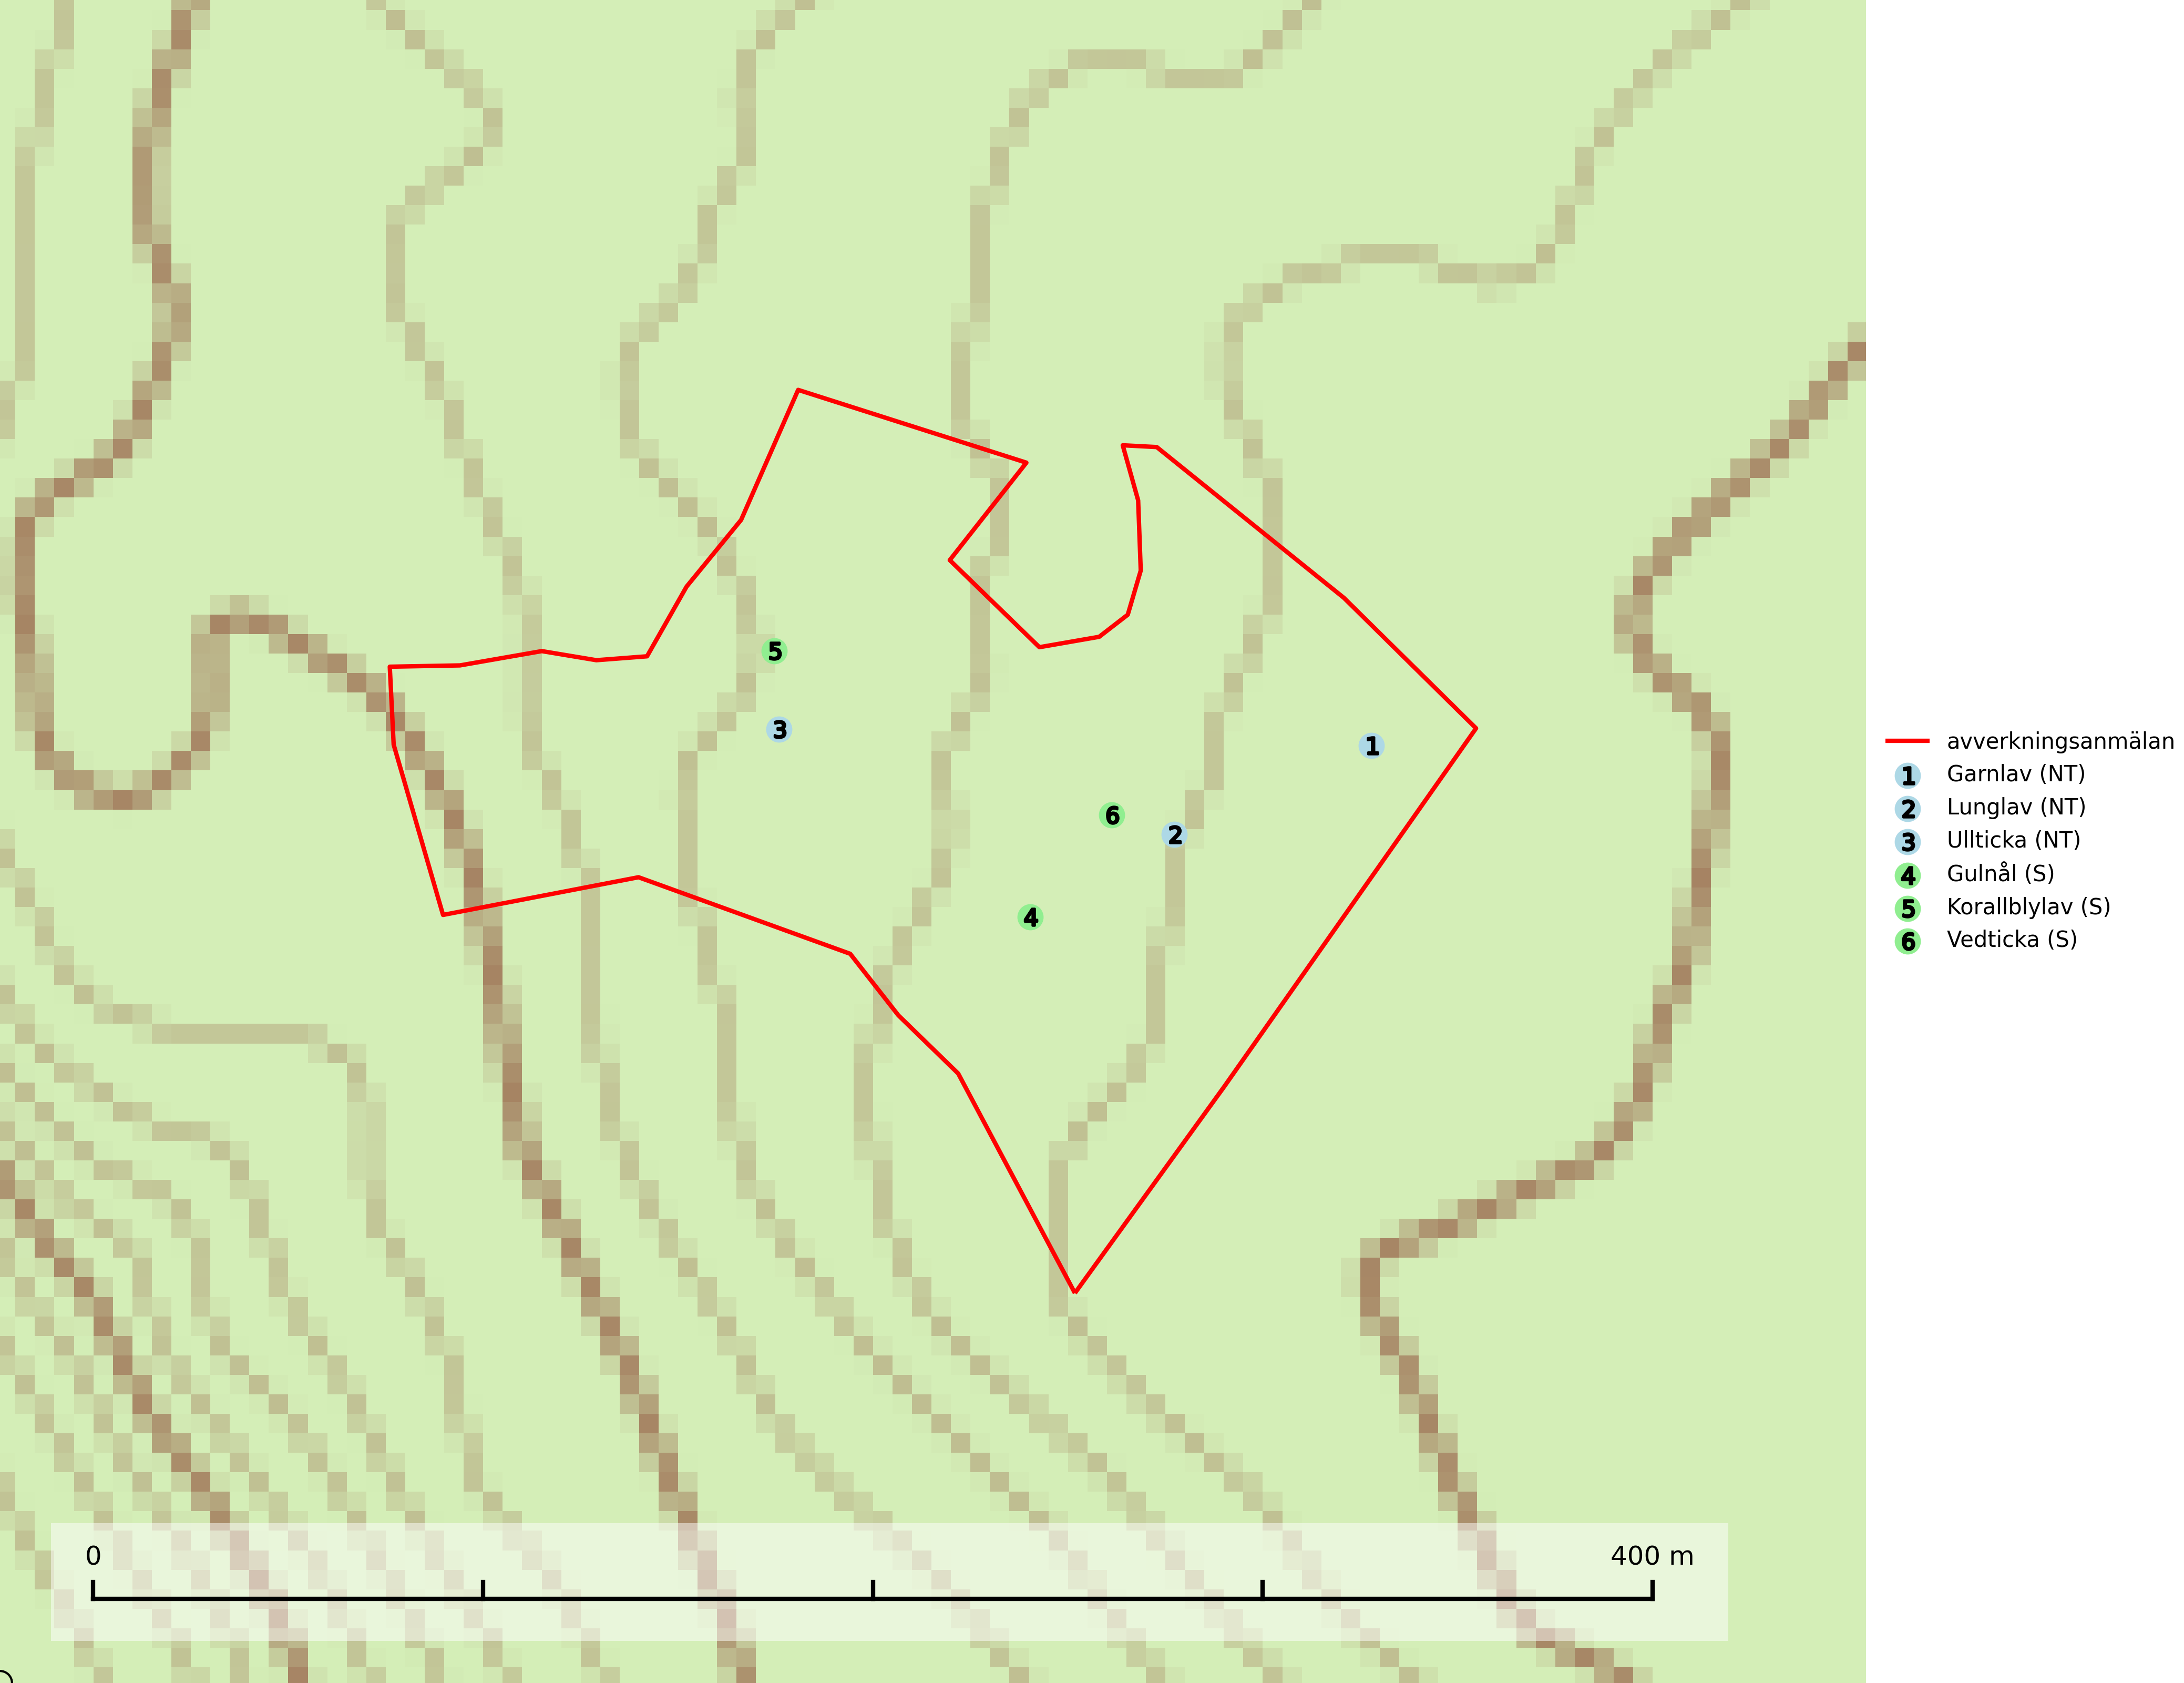 5
3
1
6
2
4
avverkningsanmälan
1 Garnlav (NT)
2 Lunglav (NT)
3 Ullticka (NT)
4 Gulnål (S)
5 Korallblylav (S)
6 Vedticka (S)
0 400 m